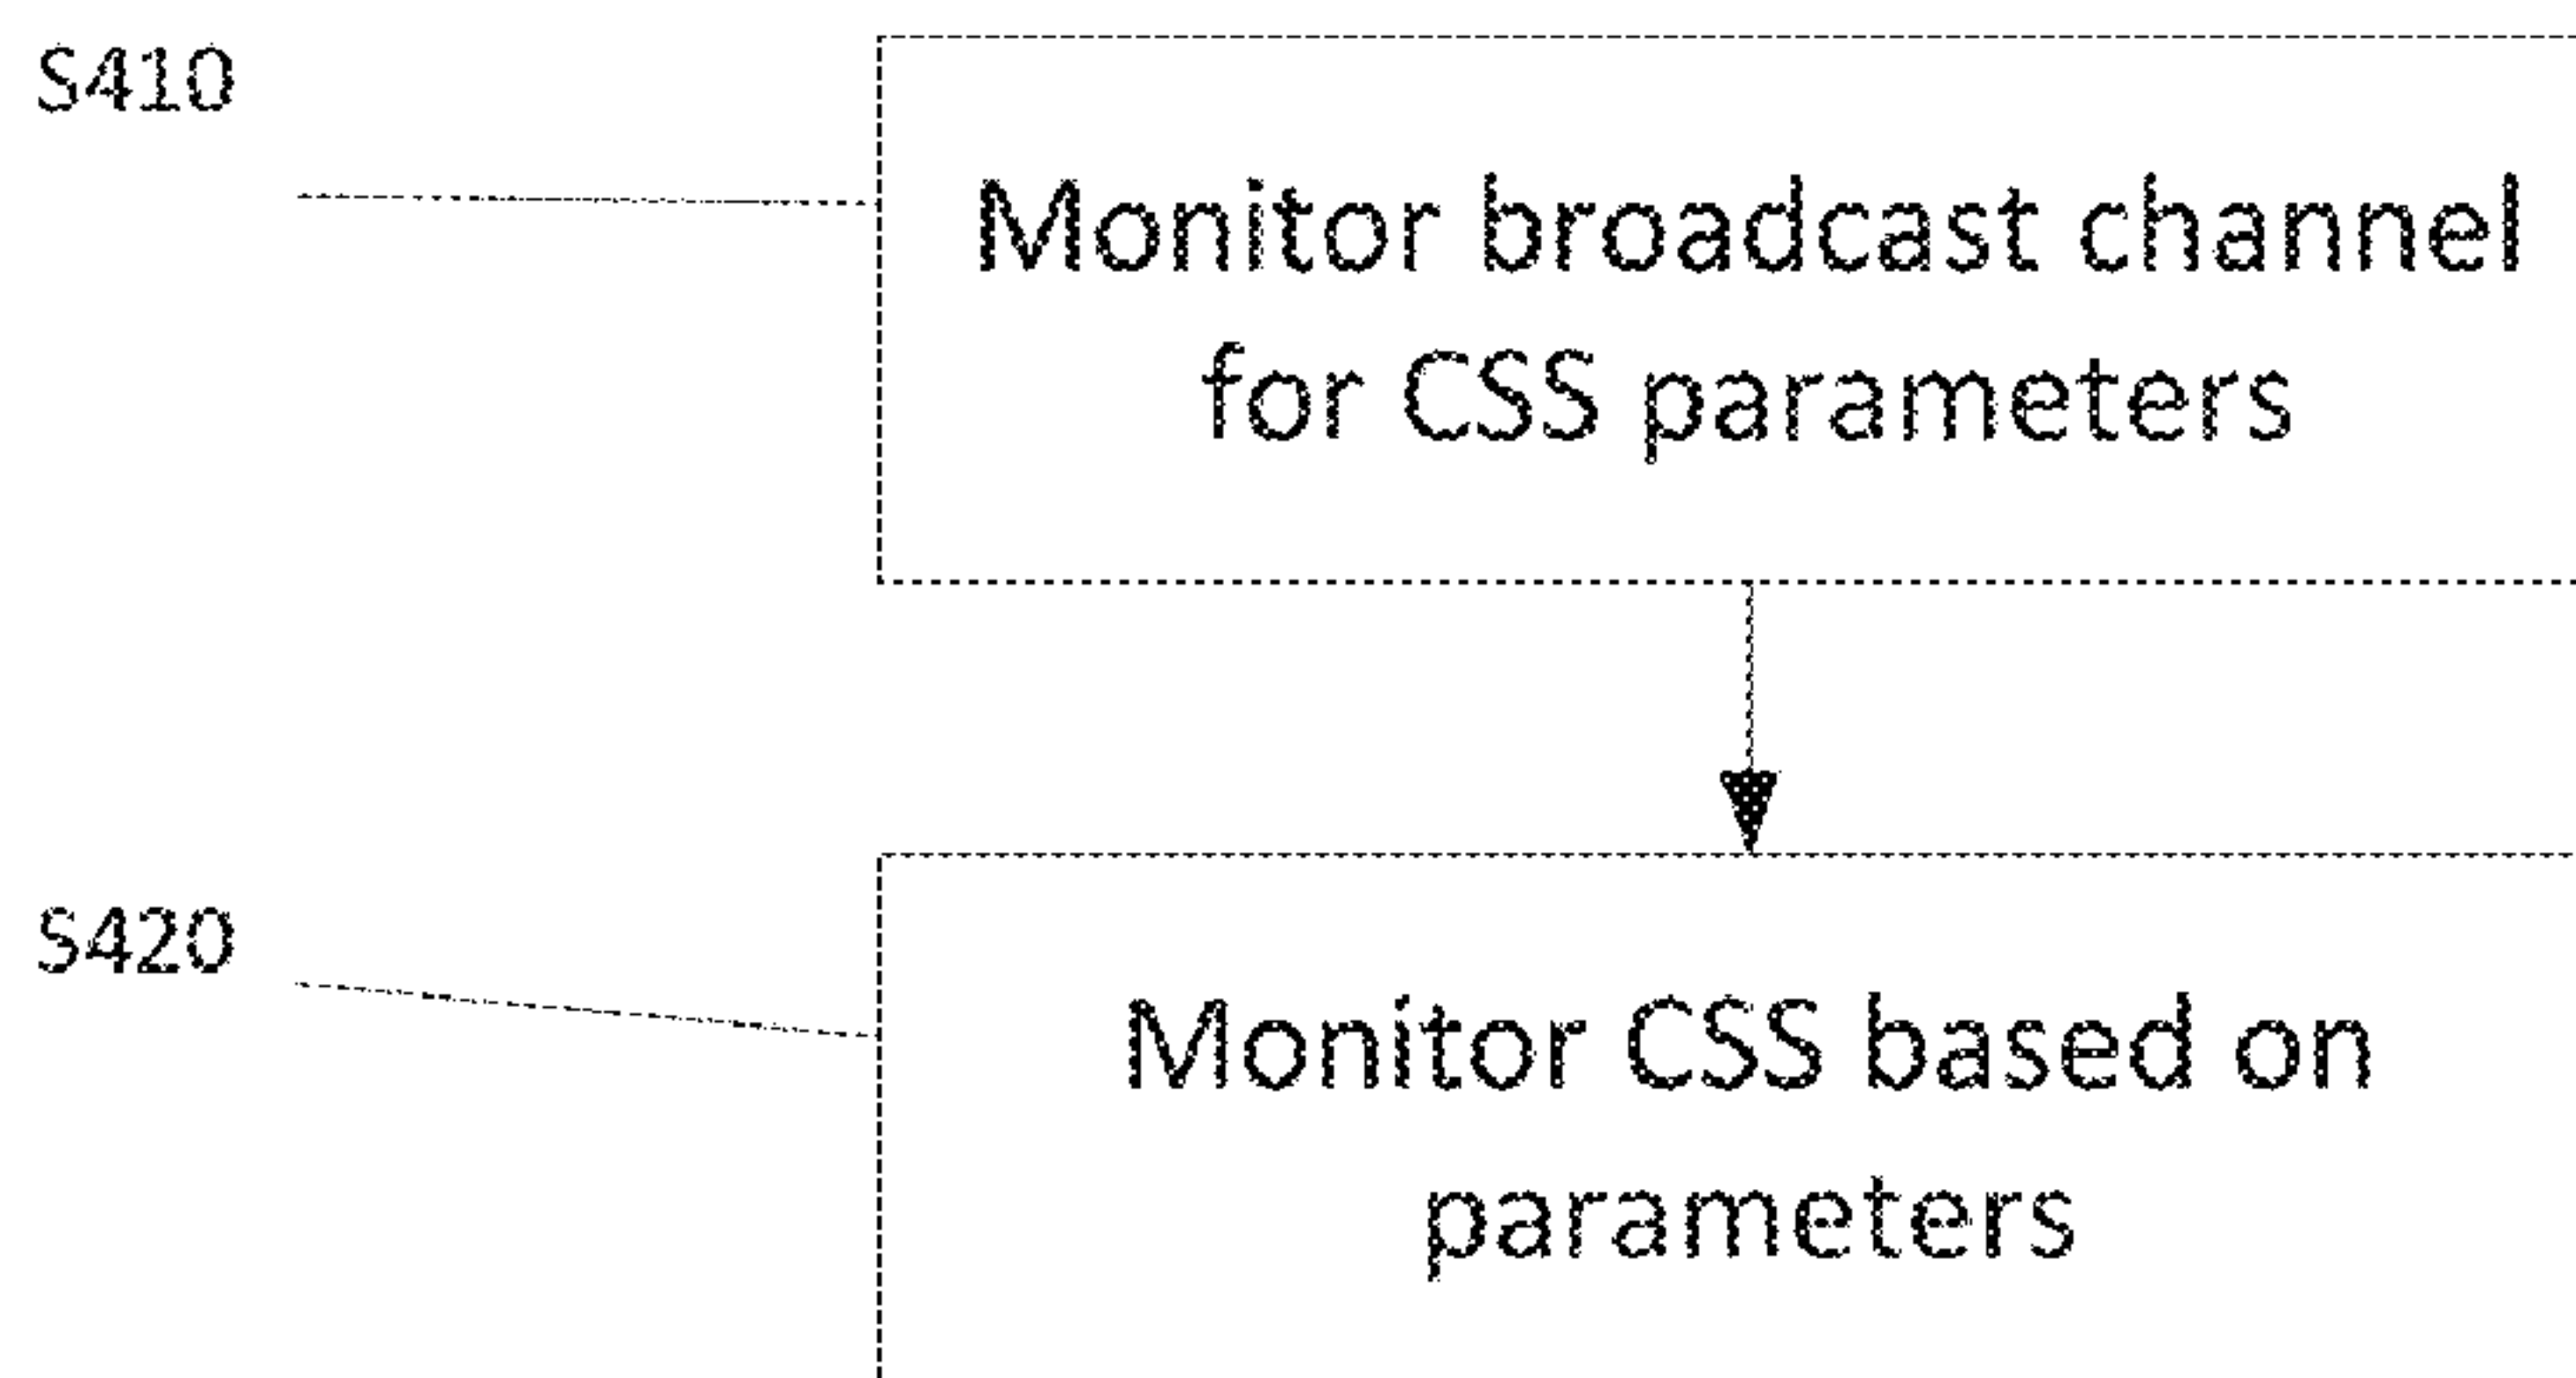 S410
Monitor broadcast channel
for CSS parameters
S420
Monitor CSS based on
parameters